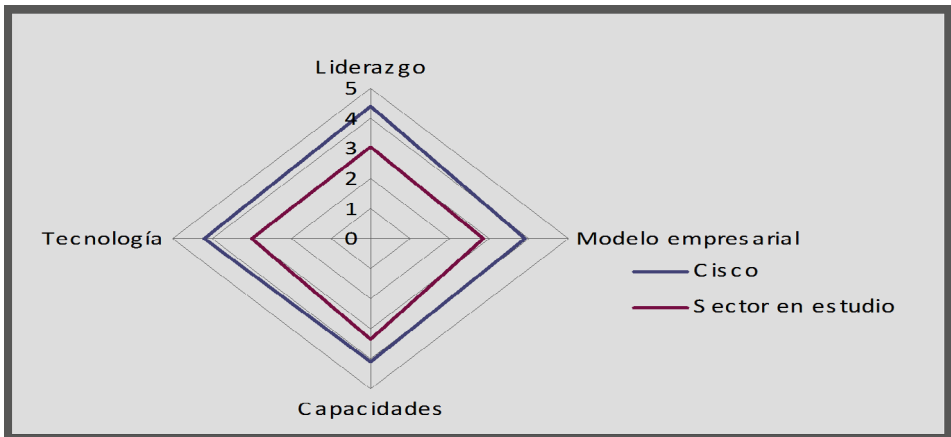 Liderazgo
5
4
3
2
1
0
Tecnología
Modelo empresarial
Cisco
Sector en estudio
Capacidades